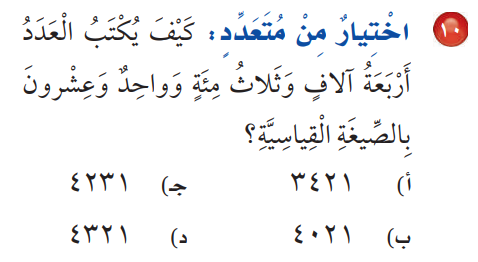 ١٠ اخْتِيارٌ مِنْ مُتَعَدِّدٍ: كَيْفَ يُكْتَبُ الْعَدَدُ
أَرْبَعَةُ آلافٍ وَثَلاثُ مِئَةٍ وَواحِدٌ وَعِشْرونَ
بِالصِّيغَةِ الْقِياسِيَّةِ؟
أ) ٣٤٢١ جـ) ٤٢٣١
ب) ٤٠٢١ د) ٤٣٢١